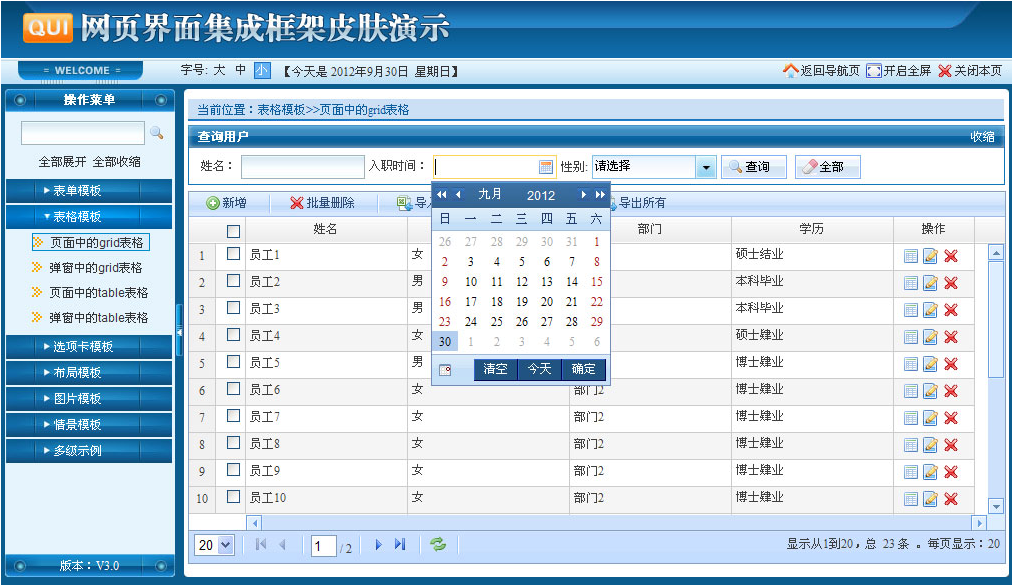 QUI 网页界面集成框架皮肤演示
= WELCOME = 字号: 大 中 小 【今天是 2012年9月30日 星期日】 返回导航页 开启全屏 关闭本页
操作菜单
全部展开 全部收缩
表单模板
表格模板
页面中的grid表格
弹窗中的grid表格
页面中的table表格
弹窗中的table表格
选项卡模板
布局模板
图片模板
情景模板
多级示例
版本：V3.0
当前位置：表格模板>>页面中的grid表格
查询用户 收缩
姓名： 入职时间： 性别: 请选择 查询 全部
新增 批量删除 导入 导出所有
九月 2012
日 一 二 三 四 五 六
26 27 28 29 30 31 1
2 3 4 5 6 7 8
9 10 11 12 13 14 15
16 17 18 19 20 21 22
23 24 25 26 27 28 29
30 1 2 3 4 5 6
清空 今天 确定
姓名 部门 学历 操作
1 员工1 女 硕士结业
2 员工2 男 本科毕业
3 员工3 男 本科毕业
4 员工4 女 硕士肄业
5 员工5 男 博士肄业
6 员工6 女 部门2 博士肄业
7 员工7 女 部门2 博士肄业
8 员工8 女 部门2 博士肄业
9 员工9 女 部门2 博士肄业
10 员工10 女 部门2 博士肄业
20 1 / 2 显示从1到20，总 23 条 。每页显示：20